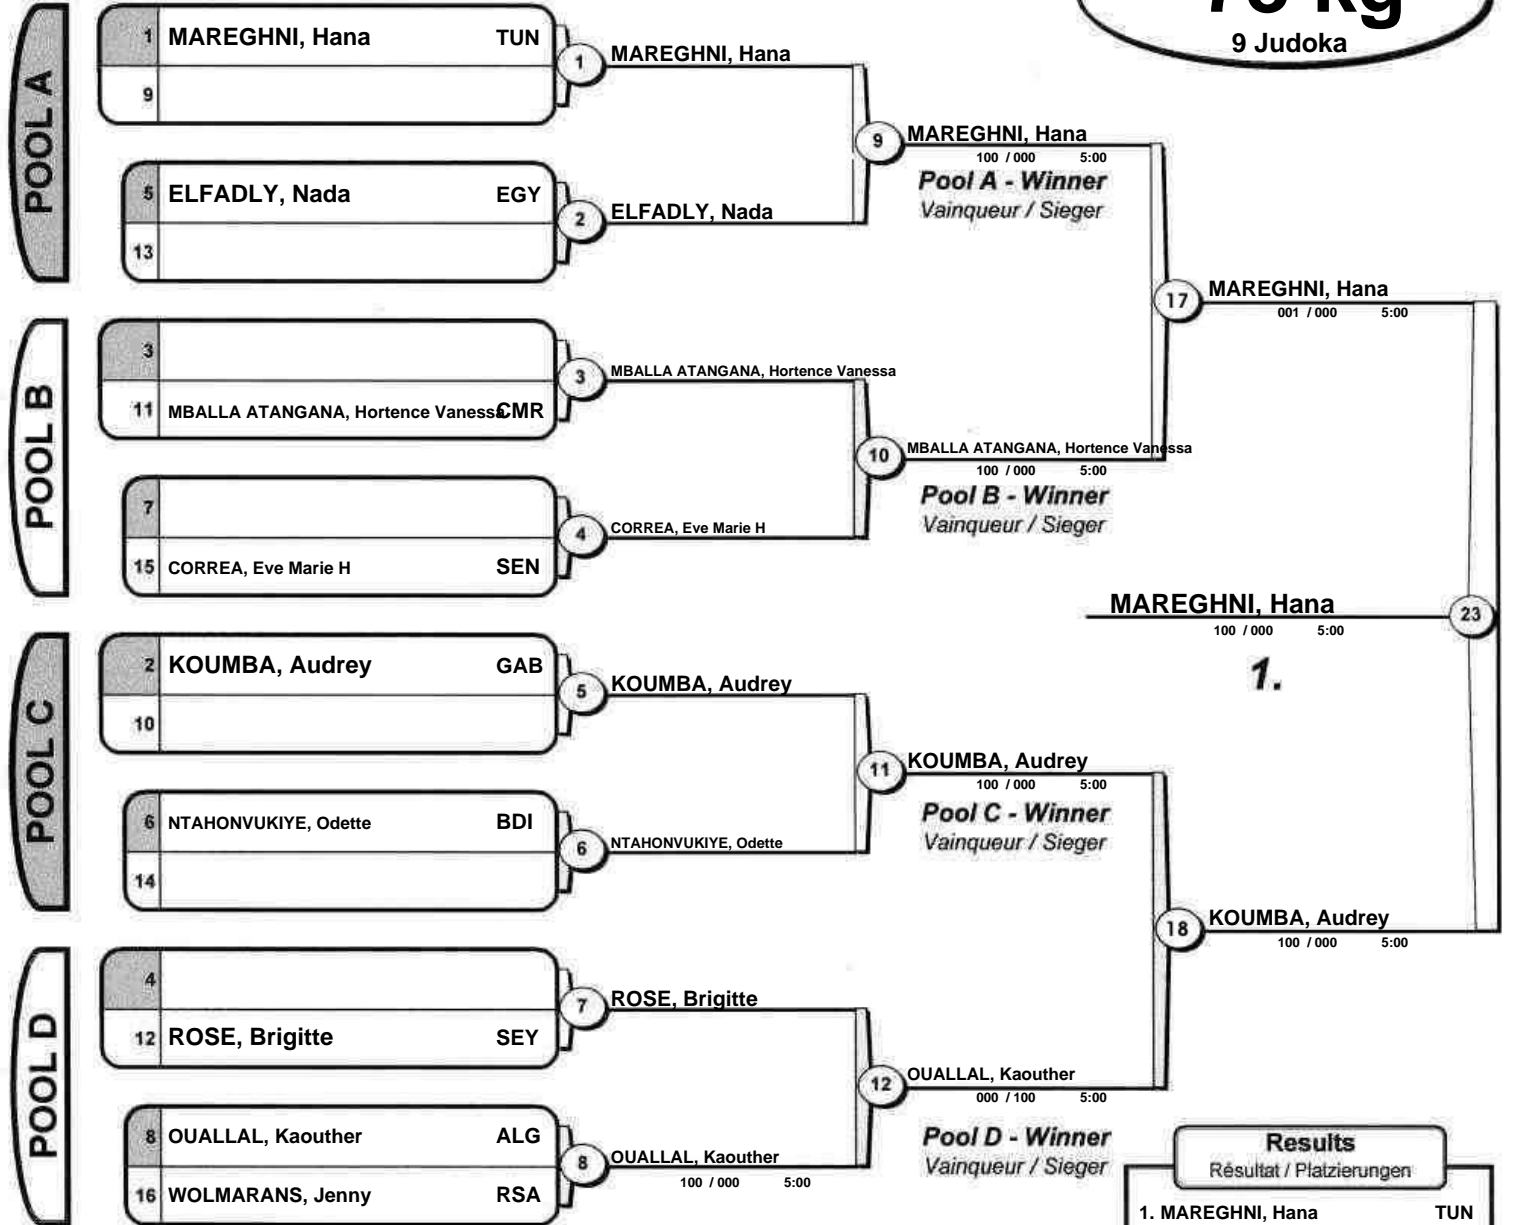 78 kg
9 Judoka
POOL A
1 MAREGHNI, Hana TUN
9
5 ELFADLY, Nada EGY
13
1 MAREGHNI, Hana
2 ELFADLY, Nada
9 MAREGHNI, Hana
100 / 000 5:00
Pool A - Winner
Vainqueur / Sieger
POOL B
3
11 MBALLA ATANGANA, Hortence Vanessa CMR
7
15 CORREA, Eve Marie H SEN
3 MBALLA ATANGANA, Hortence Vanessa
4 CORREA, Eve Marie H
10 MBALLA ATANGANA, Hortence Vanessa
100 / 000 5:00
Pool B - Winner
Vainqueur / Sieger
17 MAREGHNI, Hana
001 / 000 5:00
POOL C
2 KOUMBA, Audrey GAB
10
6 NTAHONVUKIYE, Odette BDI
14
5 KOUMBA, Audrey
6 NTAHONVUKIYE, Odette
11 KOUMBA, Audrey
100 / 000 5:00
Pool C - Winner
Vainqueur / Sieger
POOL D
4
12 ROSE, Brigitte SEY
8 OUALLAL, Kaouther ALG
16 WOLMARANS, Jenny RSA
7 ROSE, Brigitte
8 OUALLAL, Kaouther
100 / 000 5:00
12 OUALLAL, Kaouther
000 / 100 5:00
Pool D - Winner
Vainqueur / Sieger
18 KOUMBA, Audrey
100 / 000 5:00
MAREGHNI, Hana 23
100 / 000 5:00
1.
Results
Résultat / Platzierungen
1. MAREGHNI, Hana TUN